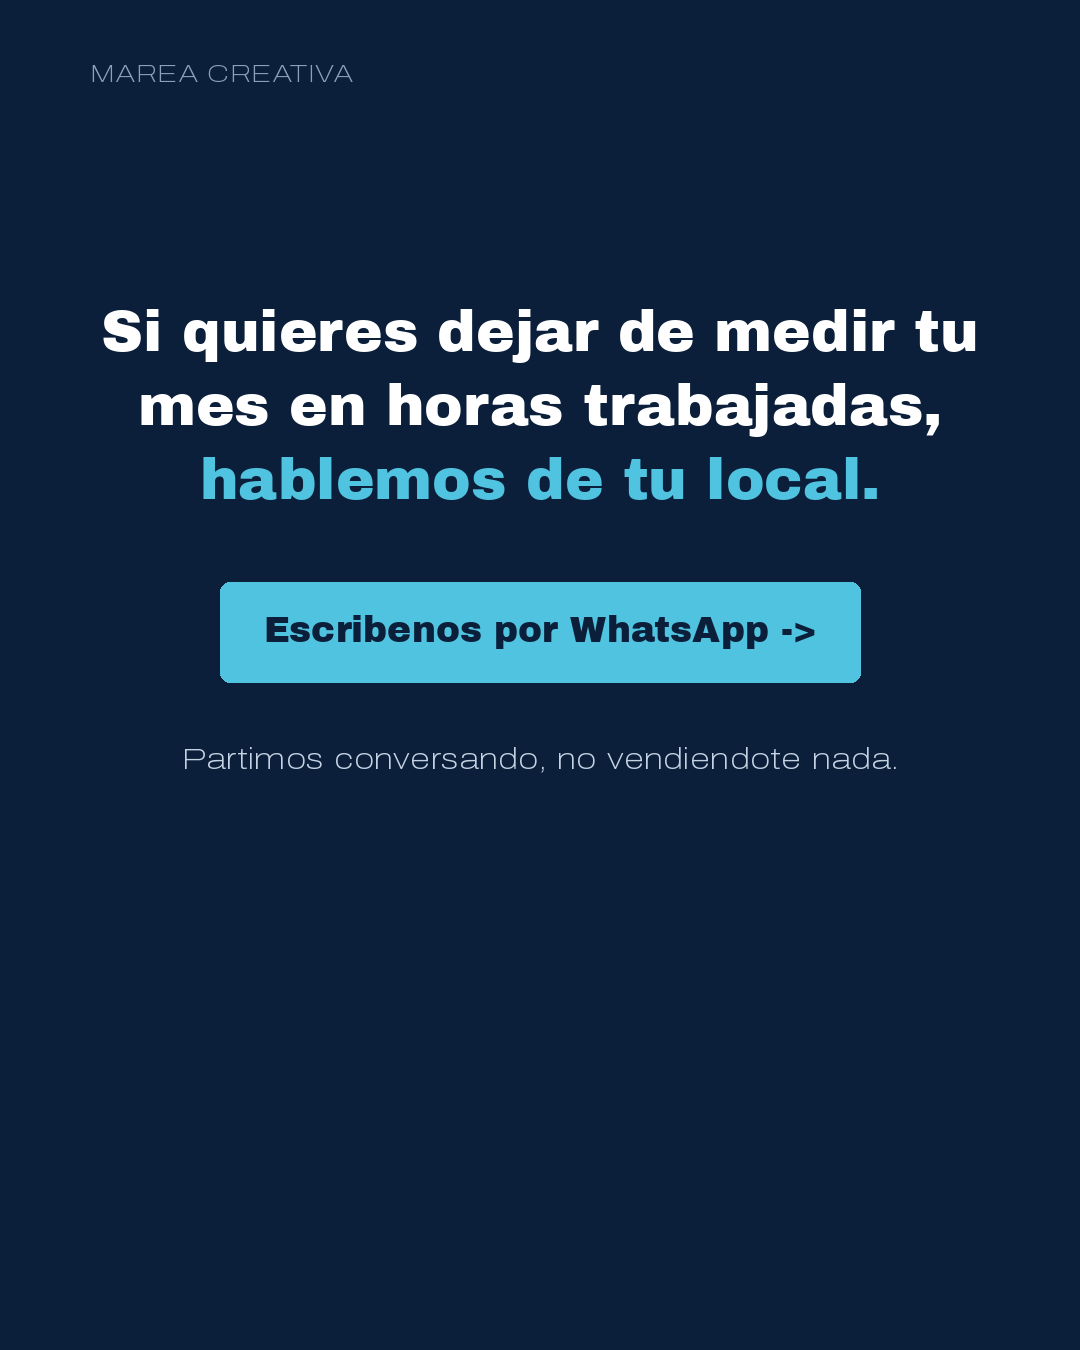 MAREA CREATIVA
Si quieres dejar de medir tu
mes en horas trabajadas,
hablemos de tu local.
Escribenos por WhatsApp ->
Partimos conversando, no vendiendote nada.